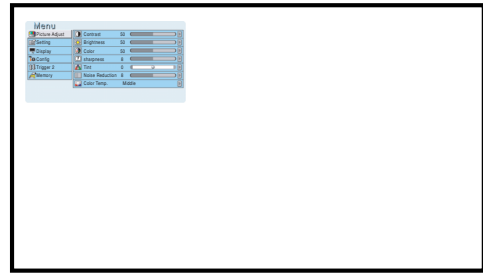 Menu
Picture Adjust
Setting
Display
Config
Trigger 2
Memory
Contrast 50
Brightness 50
Color 50
sharpness 8
Tint 0
Noise Reduction 8
Color Temp. Middle